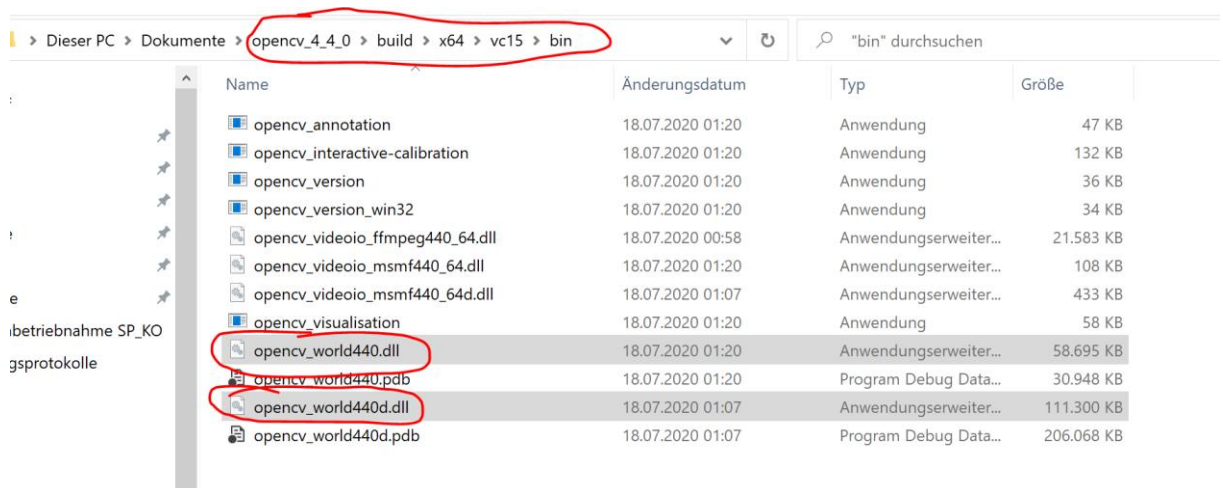 > Dieser PC > Dokumente > opencv_4_4_0 > build > x64 > vc15 > bin "bin" durchsuchen
Name Änderungsdatum Typ Größe
opencv_annotation 18.07.2020 01:20 Anwendung 47 KB
opencv_interactive-calibration 18.07.2020 01:20 Anwendung 132 KB
opencv_version 18.07.2020 01:20 Anwendung 36 KB
opencv_version_win32 18.07.2020 01:20 Anwendung 34 KB
opencv_videoio_ffmpeg440_64.dll 18.07.2020 00:58 Anwendungserweiter... 21.583 KB
opencv_videoio_msmf440_64.dll 18.07.2020 01:20 Anwendungserweiter... 108 KB
opencv_videoio_msmf440_64d.dll 18.07.2020 01:07 Anwendungserweiter... 433 KB
opencv_visualisation 18.07.2020 01:20 Anwendung 58 KB
betriebnahme SP_KO
opencv_world440.dll 18.07.2020 01:20 Anwendungserweiter... 58.695 KB
gsprotokolle
opencv_world440.pdb 18.07.2020 01:20 Program Debug Data... 30.948 KB
opencv_world440d.dll 18.07.2020 01:07 Anwendungserweiter... 111.300 KB
opencv_world440d.pdb 18.07.2020 01:07 Program Debug Data... 206.068 KB